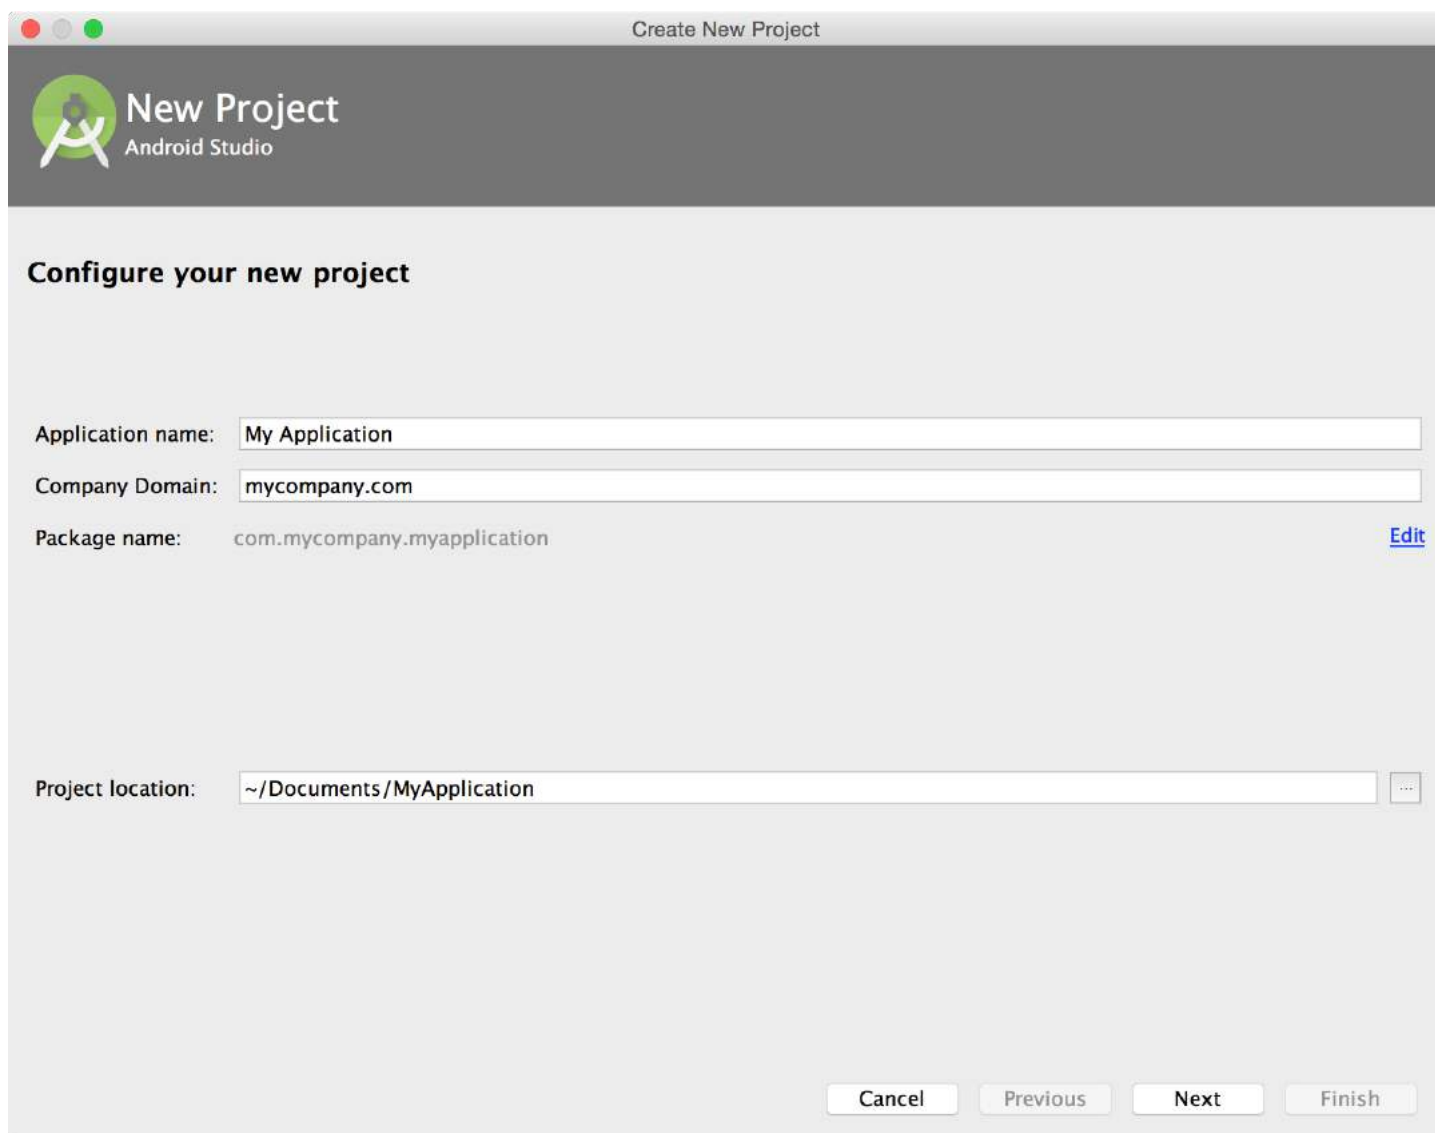 Create New Project
New Project
Android Studio
Configure your new project
Application name: My Application
Company Domain: mycompany.com
Package name: com.mycompany.myapplication Edit
Project location: ~/Documents/MyApplication ...
Cancel Previous Next Finish